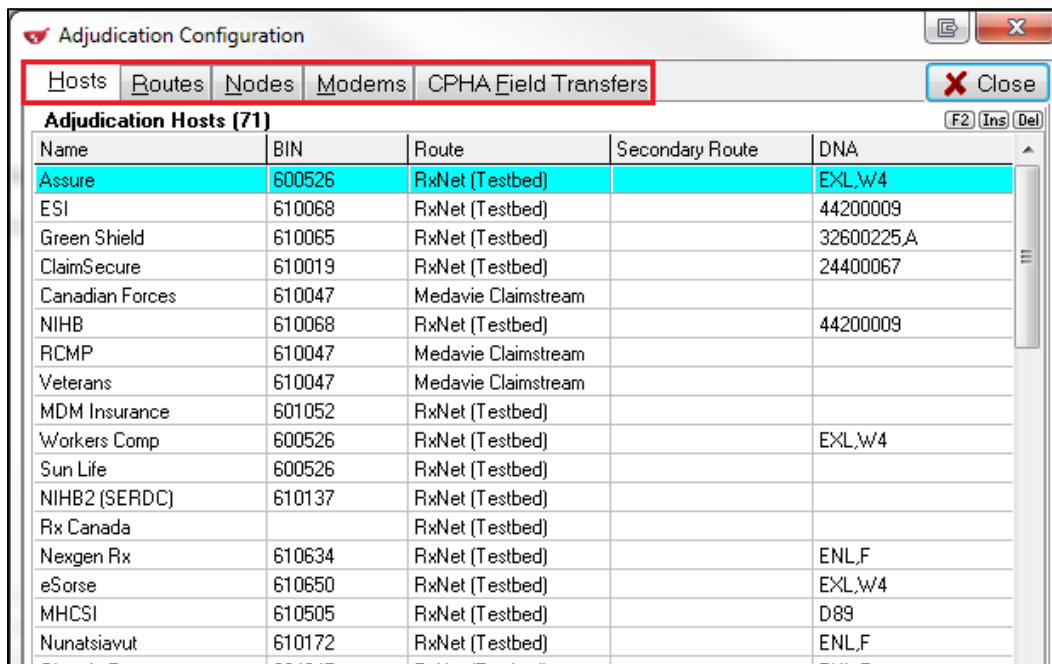 Adjudication Configuration
Hosts Routes Nodes Modems CPHA Field Transfers Close
Adjudication Hosts (71) F2 Ins Del
Name BIN Route Secondary Route DNA
Assure 600526 RxNet (Testbed) EXL,W4
ESI 610068 RxNet (Testbed) 44200009
Green Shield 610065 RxNet (Testbed) 32600225,A
ClaimSecure 610019 RxNet (Testbed) 24400067
Canadian Forces 610047 Medavie Claimstream
NIHB 610068 RxNet (Testbed) 44200009
RCMP 610047 Medavie Claimstream
Veterans 610047 Medavie Claimstream
MDM Insurance 601052 RxNet (Testbed)
Workers Comp 600526 RxNet (Testbed) EXL,W4
Sun Life 600526 RxNet (Testbed)
NIHB2 (SERDC) 610137 RxNet (Testbed)
Rx Canada RxNet (Testbed)
Nexgen Rx 610634 RxNet (Testbed) ENL,F
eSorse 610650 RxNet (Testbed) EXL,W4
MHCSI 610505 RxNet (Testbed) D89
Nunatsiavut 610172 RxNet (Testbed) ENL,F